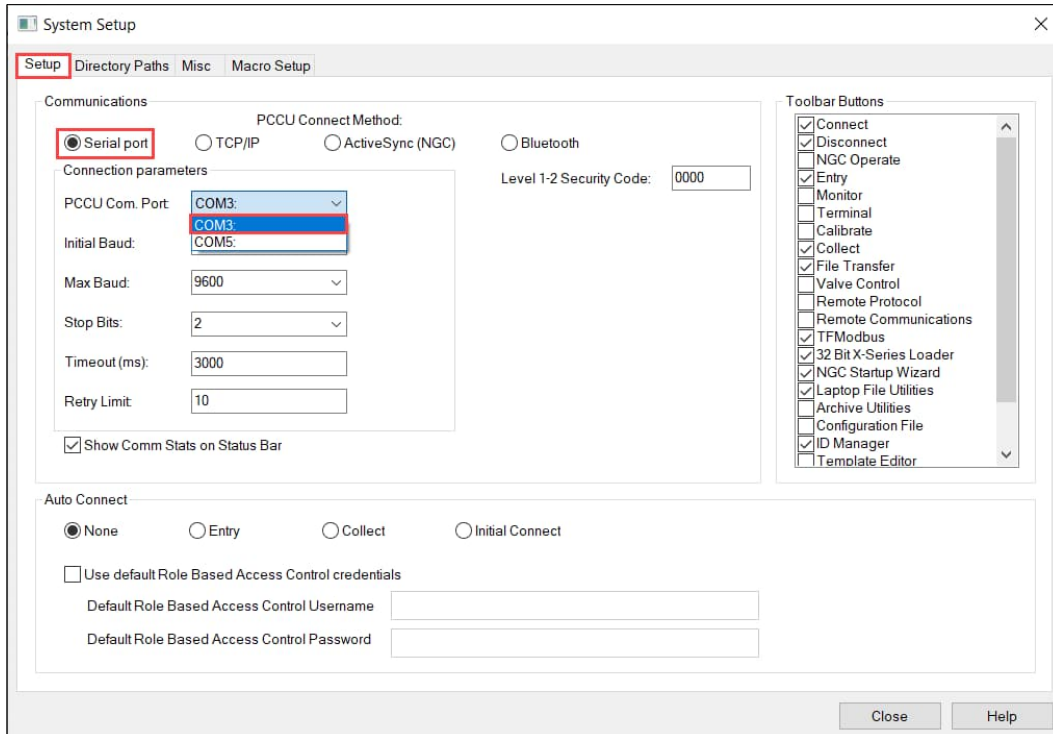 System Setup
Setup Directory Paths Misc Macro Setup
Communications
PCCU Connect Method:
Serial port TCP/IP ActiveSync (NGC) Bluetooth
Connection parameters
Level 1-2 Security Code: 0000
PCCU Com. Port: COM3:
COM3:
COM5:
Initial Baud:
Max Baud: 9600
Stop Bits: 2
Timeout (ms): 3000
Retry Limit: 10
Show Comm Stats on Status Bar
Toolbar Buttons
Connect
Disconnect
NGC Operate
Entry
Monitor
Terminal
Calibrate
Collect
File Transfer
Valve Control
Remote Protocol
Remote Communications
TFModbus
32 Bit X-Series Loader
NGC Startup Wizard
Laptop File Utilities
Archive Utilities
Configuration File
ID Manager
Template Editor
Auto Connect
None Entry Collect Initial Connect
Use default Role Based Access Control credentials
Default Role Based Access Control Username
Default Role Based Access Control Password
Close Help